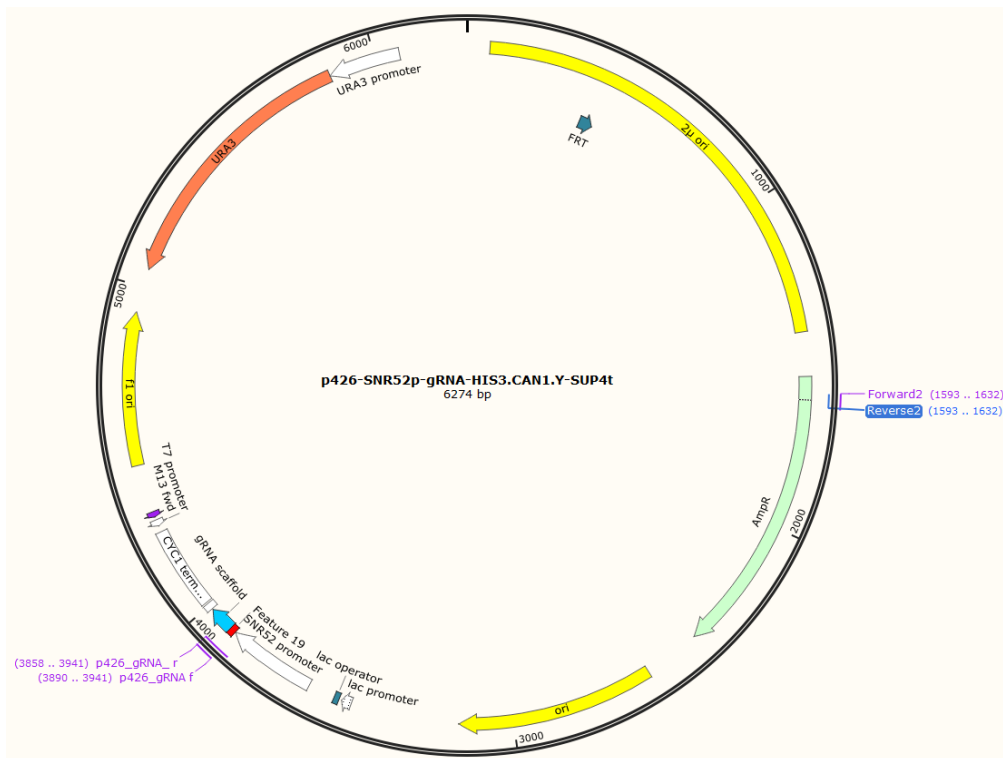 6000
URA3 promoter
URA3
FRT
2μ ori
1000
5000
p426-SNR52p-gRNA-HIS3.CAN1.Y-SUP4t
6274 bp
Forward2 (1593 .. 1632)
Reverse2 (1593 .. 1632)
f1 ori
T7 promoter
M13 fwd
AmpR
2000
CYC1 term...
gRNA scaffold
Feature 19
SNR52 promoter
4000
lac operator
lac promoter
(3858 .. 3941) p426_gRNA_ r
(3890 .. 3941) p426_gRNA f
ori
3000